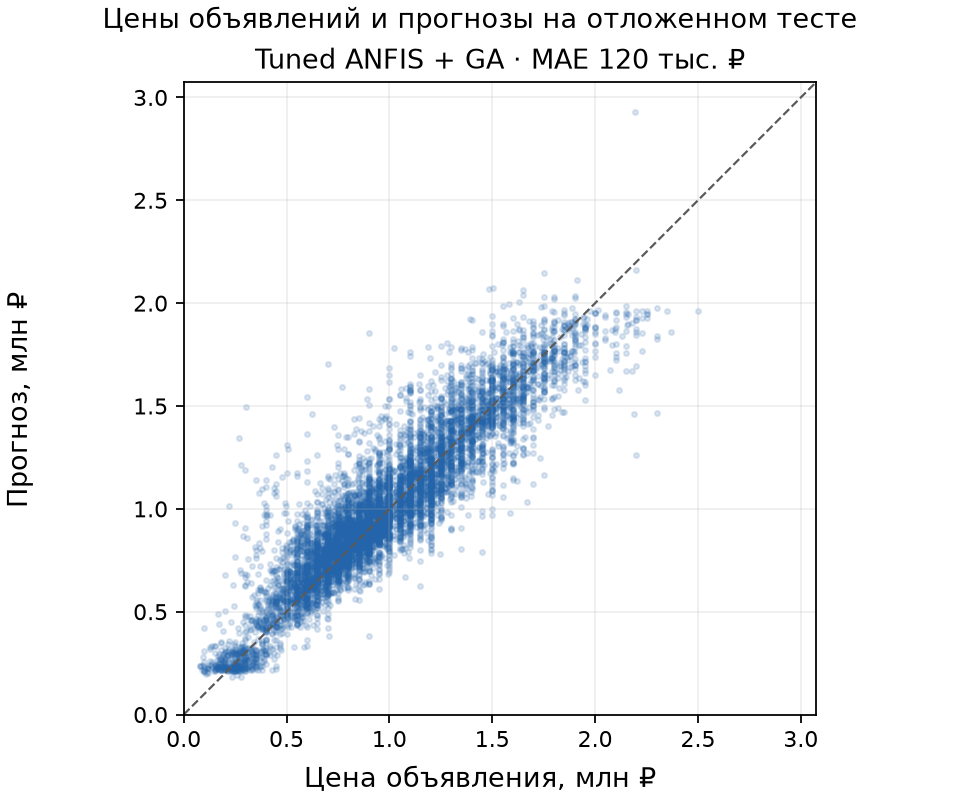 Цены объявлений и прогнозы на отложенном тесте
Tuned ANFIS + GA · MAE 120 тыс. ₽
Прогноз, млн ₽
3.0
2.5
2.0
1.5
1.0
0.5
0.0
0.0 0.5 1.0 1.5 2.0 2.5 3.0
Цена объявления, млн ₽